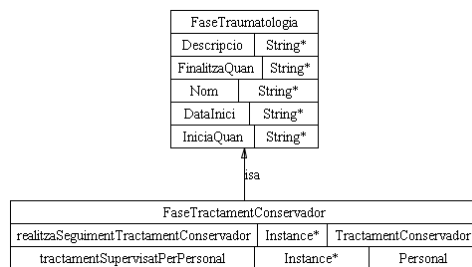 FaseTraumatologia
Descripcio String*
FinalitzaQuan String*
Nom String*
DataInici String*
IniciaQuan String*
isa
FaseTractamentConservador
realitzaSeguimentTractamentConservador Instance* TractamentConservador
tractamentSupervisatPerPersonal Instance* Personal